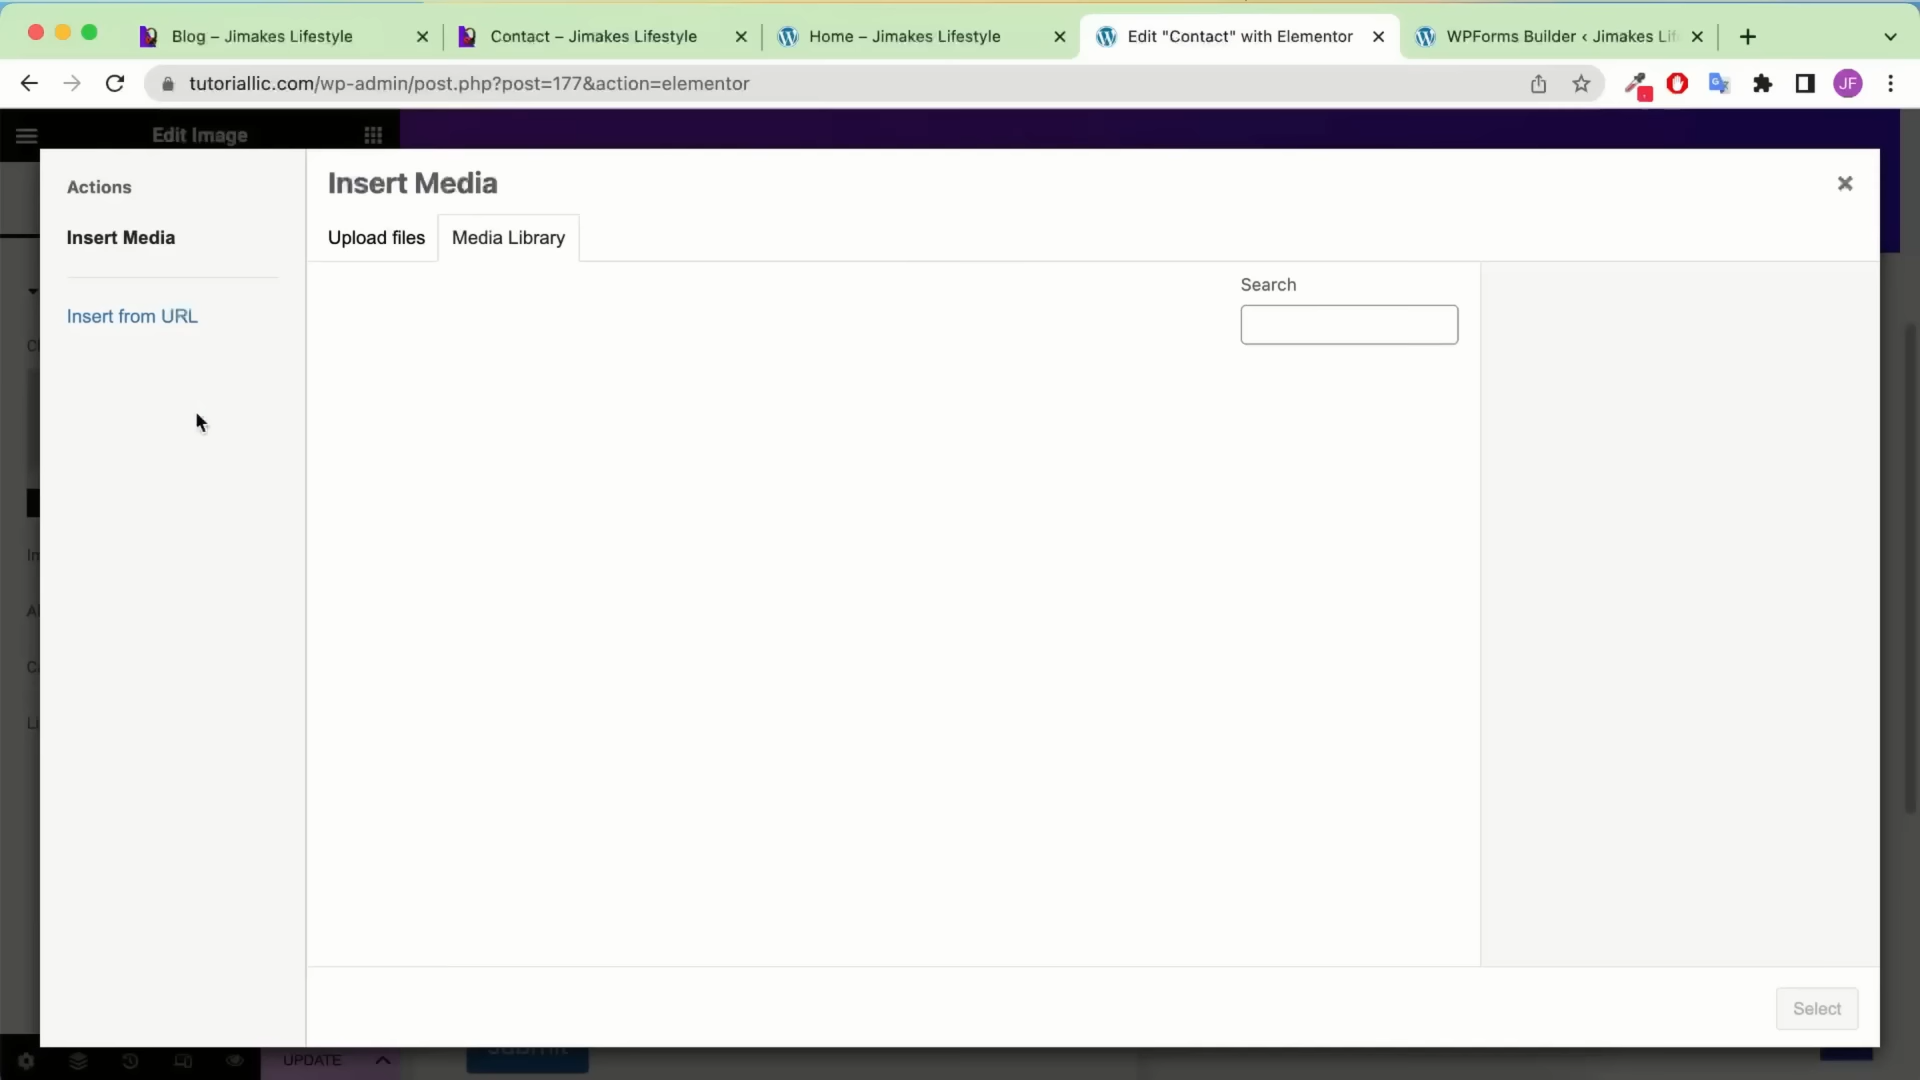 Blog – Jimakes Lifestyle
Contact – Jimakes Lifestyle
Home – Jimakes Lifestyle
Edit "Contact" with Elementor
WPForms Builder ‹ Jimakes Li
tutoriallic.com/wp-admin/post.php?post=177&action=elementor
JF
Edit Image
Actions
Insert Media
Insert from URL
Insert Media
Upload files
Media Library
Search
Select
UPDATE
Submit